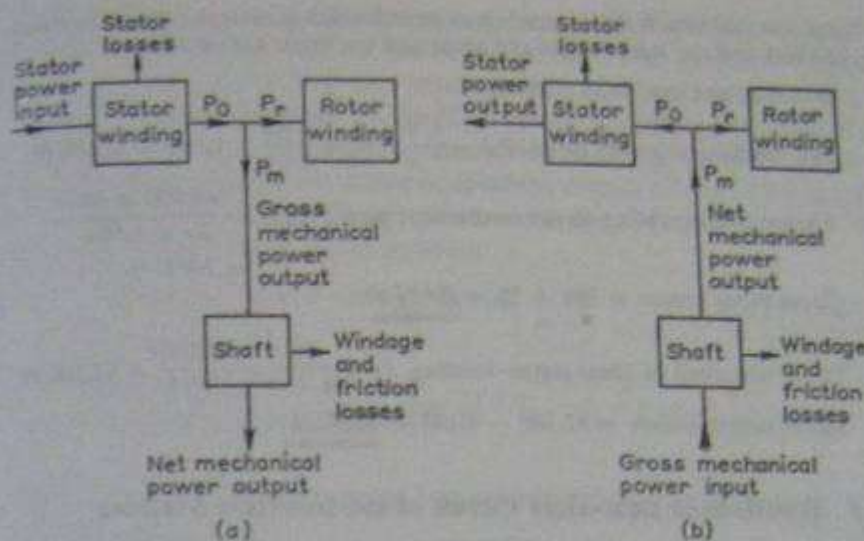 Stator
losses
Stator
power
input
Stator
winding
P₀
Pᵣ
Rotor
winding
Pₘ
Gross
mechanical
power
output
Shaft
Windage
and
friction
losses
Net mechanical
power output
(a)
Stator
losses
Stator
power
output
Stator
winding
P₀
Pᵣ
Rotor
winding
Pₘ
Net
mechanical
power
output
Shaft
Windage
and
friction
losses
Gross mechanical
power input
(b)